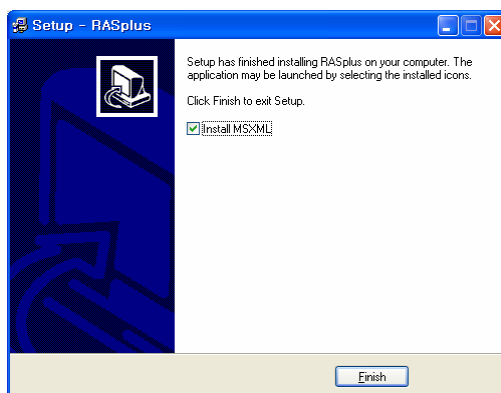 Setup - RASplus
Setup has finished installing RASplus on your computer. The
application may be launched by selecting the installed icons.
Click Finish to exit Setup.
Install MSXML
Finish